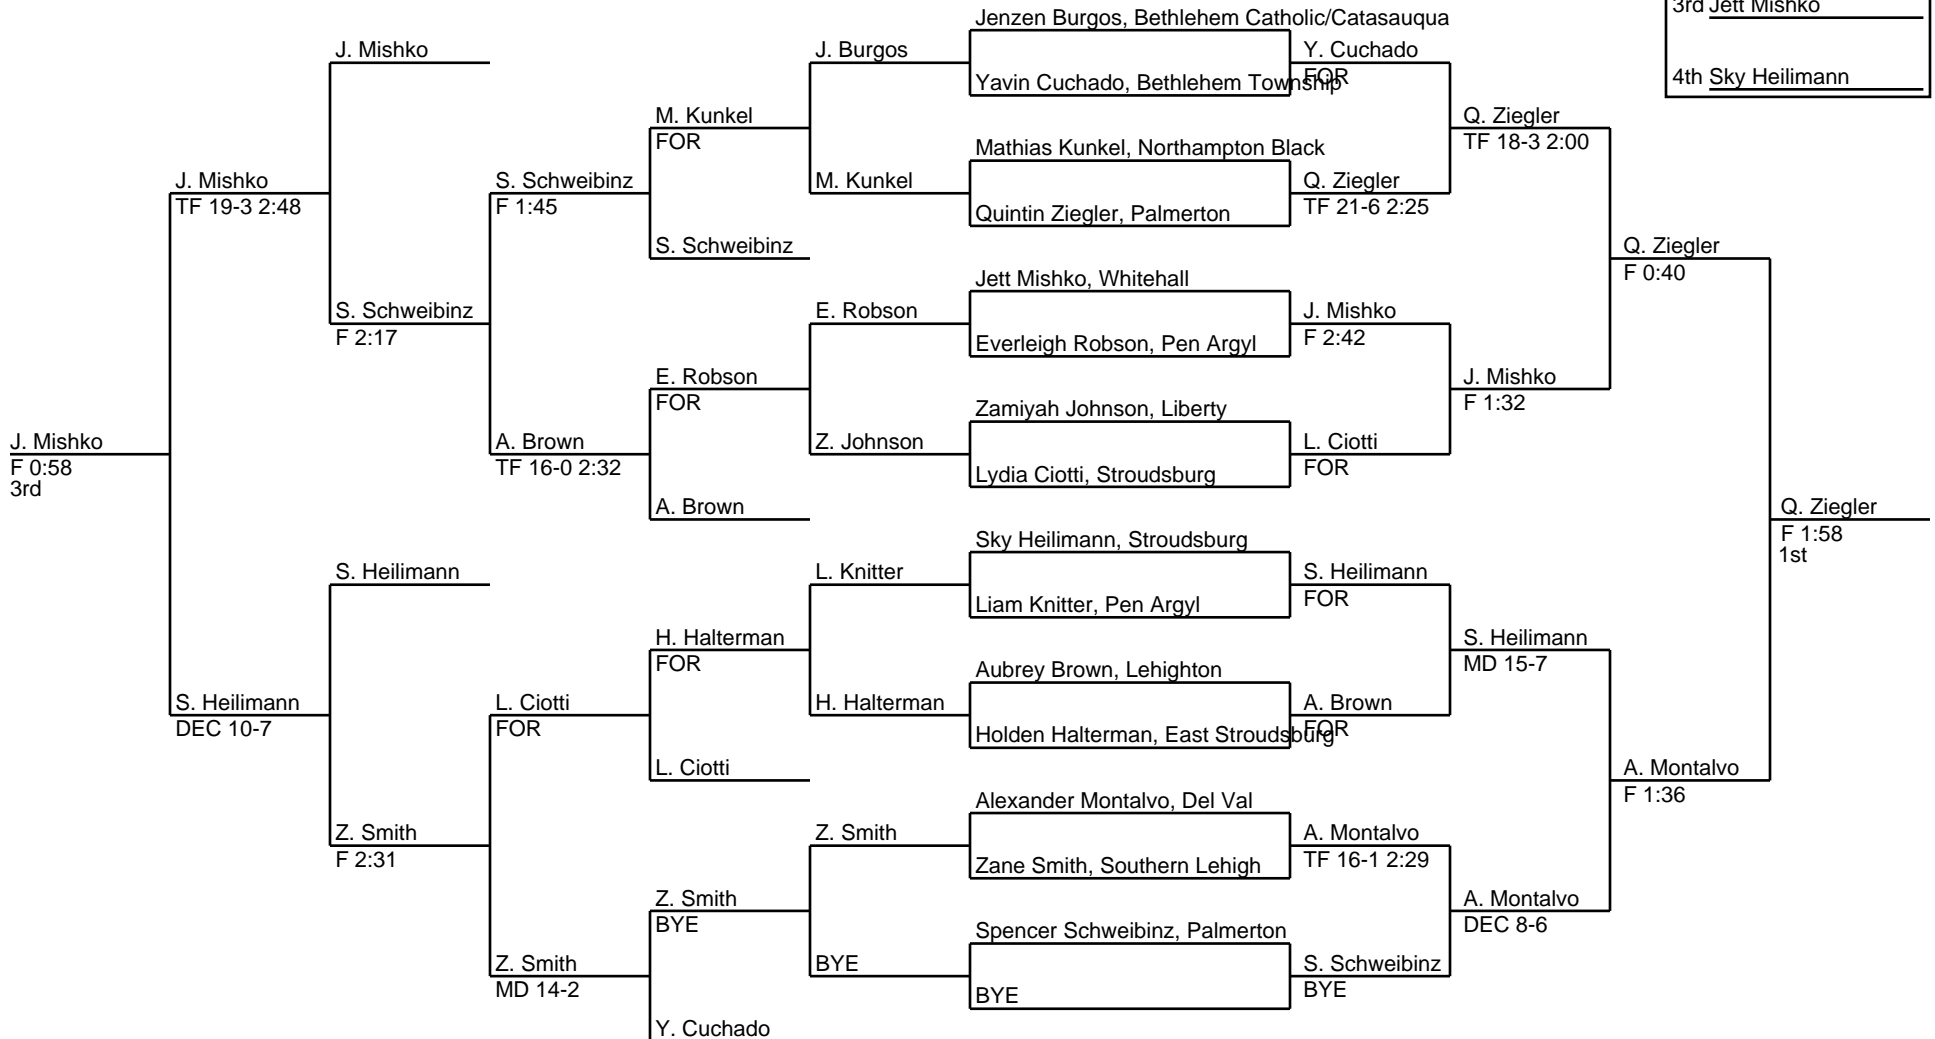 3rd Jett Mishko
4th Sky Heilimann
Jenzen Burgos, Bethlehem Catholic/Catasauqua
J. Mishko
J. Burgos
Y. Cuchado
FOR
Yavin Cuchado, Bethlehem Township
M. Kunkel
FOR
Q. Ziegler
TF 18-3 2:00
Mathias Kunkel, Northampton Black
J. Mishko
TF 19-3 2:48
S. Schweibinz
F 1:45
M. Kunkel
Q. Ziegler
TF 21-6 2:25
Quintin Ziegler, Palmerton
S. Schweibinz
Q. Ziegler
F 0:40
Jett Mishko, Whitehall
S. Schweibinz
F 2:17
E. Robson
J. Mishko
F 2:42
Everleigh Robson, Pen Argyl
E. Robson
FOR
J. Mishko
F 1:32
Zamiyah Johnson, Liberty
J. Mishko
F 0:58
3rd
A. Brown
TF 16-0 2:32
Z. Johnson
L. Ciotti
FOR
Lydia Ciotti, Stroudsburg
A. Brown
Q. Ziegler
F 1:58
1st
Sky Heilimann, Stroudsburg
S. Heilimann
L. Knitter
S. Heilimann
FOR
Liam Knitter, Pen Argyl
H. Halterman
FOR
S. Heilimann
MD 15-7
Aubrey Brown, Lehighton
S. Heilimann
DEC 10-7
L. Ciotti
FOR
H. Halterman
A. Brown
FOR
Holden Halterman, East Stroudsburg
L. Ciotti
A. Montalvo
F 1:36
Alexander Montalvo, Del Val
Z. Smith
F 2:31
Z. Smith
A. Montalvo
TF 16-1 2:29
Zane Smith, Southern Lehigh
Z. Smith
BYE
A. Montalvo
DEC 8-6
Spencer Schweibinz, Palmerton
Z. Smith
MD 14-2
BYE
S. Schweibinz
BYE
BYE
Y. Cuchado